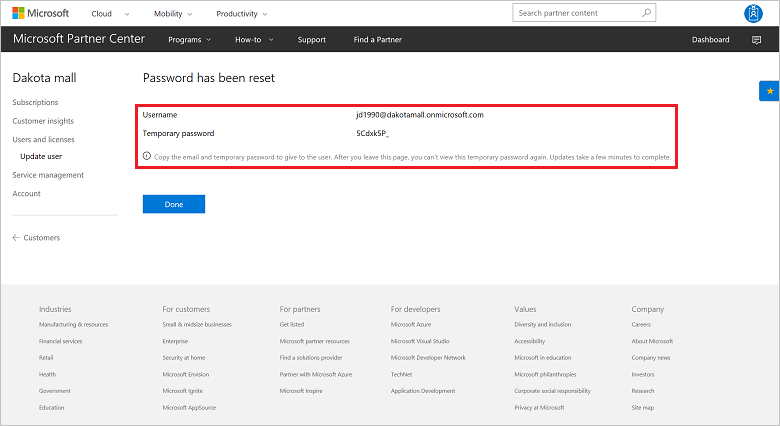 Microsoft Cloud Mobility Productivity Search partner content
Microsoft Partner Center Programs How-to Support Find a Partner Dashboard
Dakota mall
Subscriptions
Customer insights
Users and licenses
Update user
Service management
Account
Customers
Password has been reset
Username jd1990@dakotamall.onmicrosoft.com
Temporary password 5Cdxk5P_
Copy the email and temporary password to give to the user. After you leave this page, you can't view this temporary password again. Updates take a few minutes to complete.
Done
Industries
Manufacturing & resources
Financial services
Retail
Health
Government
Education
For customers
Small & midsize businesses
Enterprise
Security at home
Microsoft Envision
Microsoft Ignite
Microsoft AppSource
For partners
Get listed
Microsoft partner resources
Find a solutions provider
Partner with Microsoft Azure
Microsoft Inspire
For developers
Microsoft Azure
Microsoft Visual Studio
Microsoft Developer Network
TechNet
Application Development
Values
Diversity and inclusion
Accessibility
Microsoft in education
Microsoft philanthropies
Corporate social responsibility
Privacy at Microsoft
Company
Careers
About Microsoft
Company news
Investors
Research
Site map